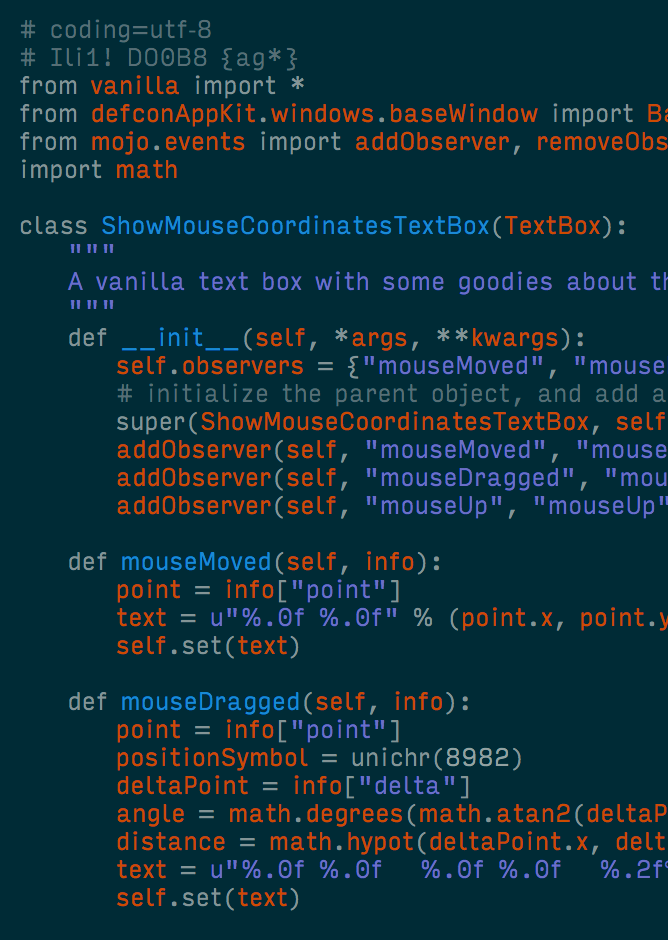 # coding=utf-8
# Ili1! DO0B8 {ag*}
from vanilla import *
from defconAppKit.windows.baseWindow import Ba
from mojo.events import addObserver, removeObs
import math
class ShowMouseCoordinatesTextBox(TextBox):
"""
A vanilla text box with some goodies about th
"""
def __init__(self, *args, **kwargs):
self.observers = {"mouseMoved", "mouse
# initialize the parent object, and add a
super(ShowMouseCoordinatesTextBox, self
addObserver(self, "mouseMoved", "mouse
addObserver(self, "mouseDragged", "mou
addObserver(self, "mouseUp", "mouseUp"
def mouseMoved(self, info):
point = info["point"]
text = u"%.0f %.0f" % (point.x, point.y
self.set(text)
def mouseDragged(self, info):
point = info["point"]
positionSymbol = unichr(8982)
deltaPoint = info["delta"]
angle = math.degrees(math.atan2(deltaP
distance = math.hypot(deltaPoint.x, delt
text = u"%.0f %.0f   %.0f %.0f   %.2f°
self.set(text)